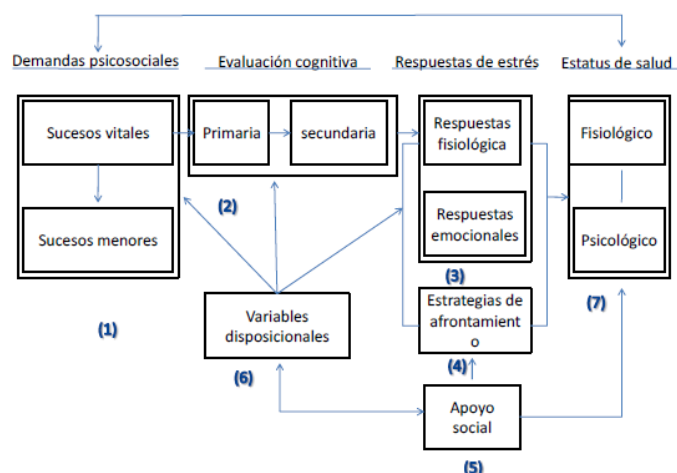 Demandas psicosociales
Evaluación cognitiva
Respuestas de estrés
Estatus de salud
Sucesos vitales
Primaria
secundaria
Respuestas
fisiológica
Fisiológico
(2)
Sucesos menores
Respuestas
emocionales
Psicológico
(3)
(1)
Variables
disposicionales
Estrategias de
afrontamient
o
(7)
(6)
(4)
Apoyo
social
(5)